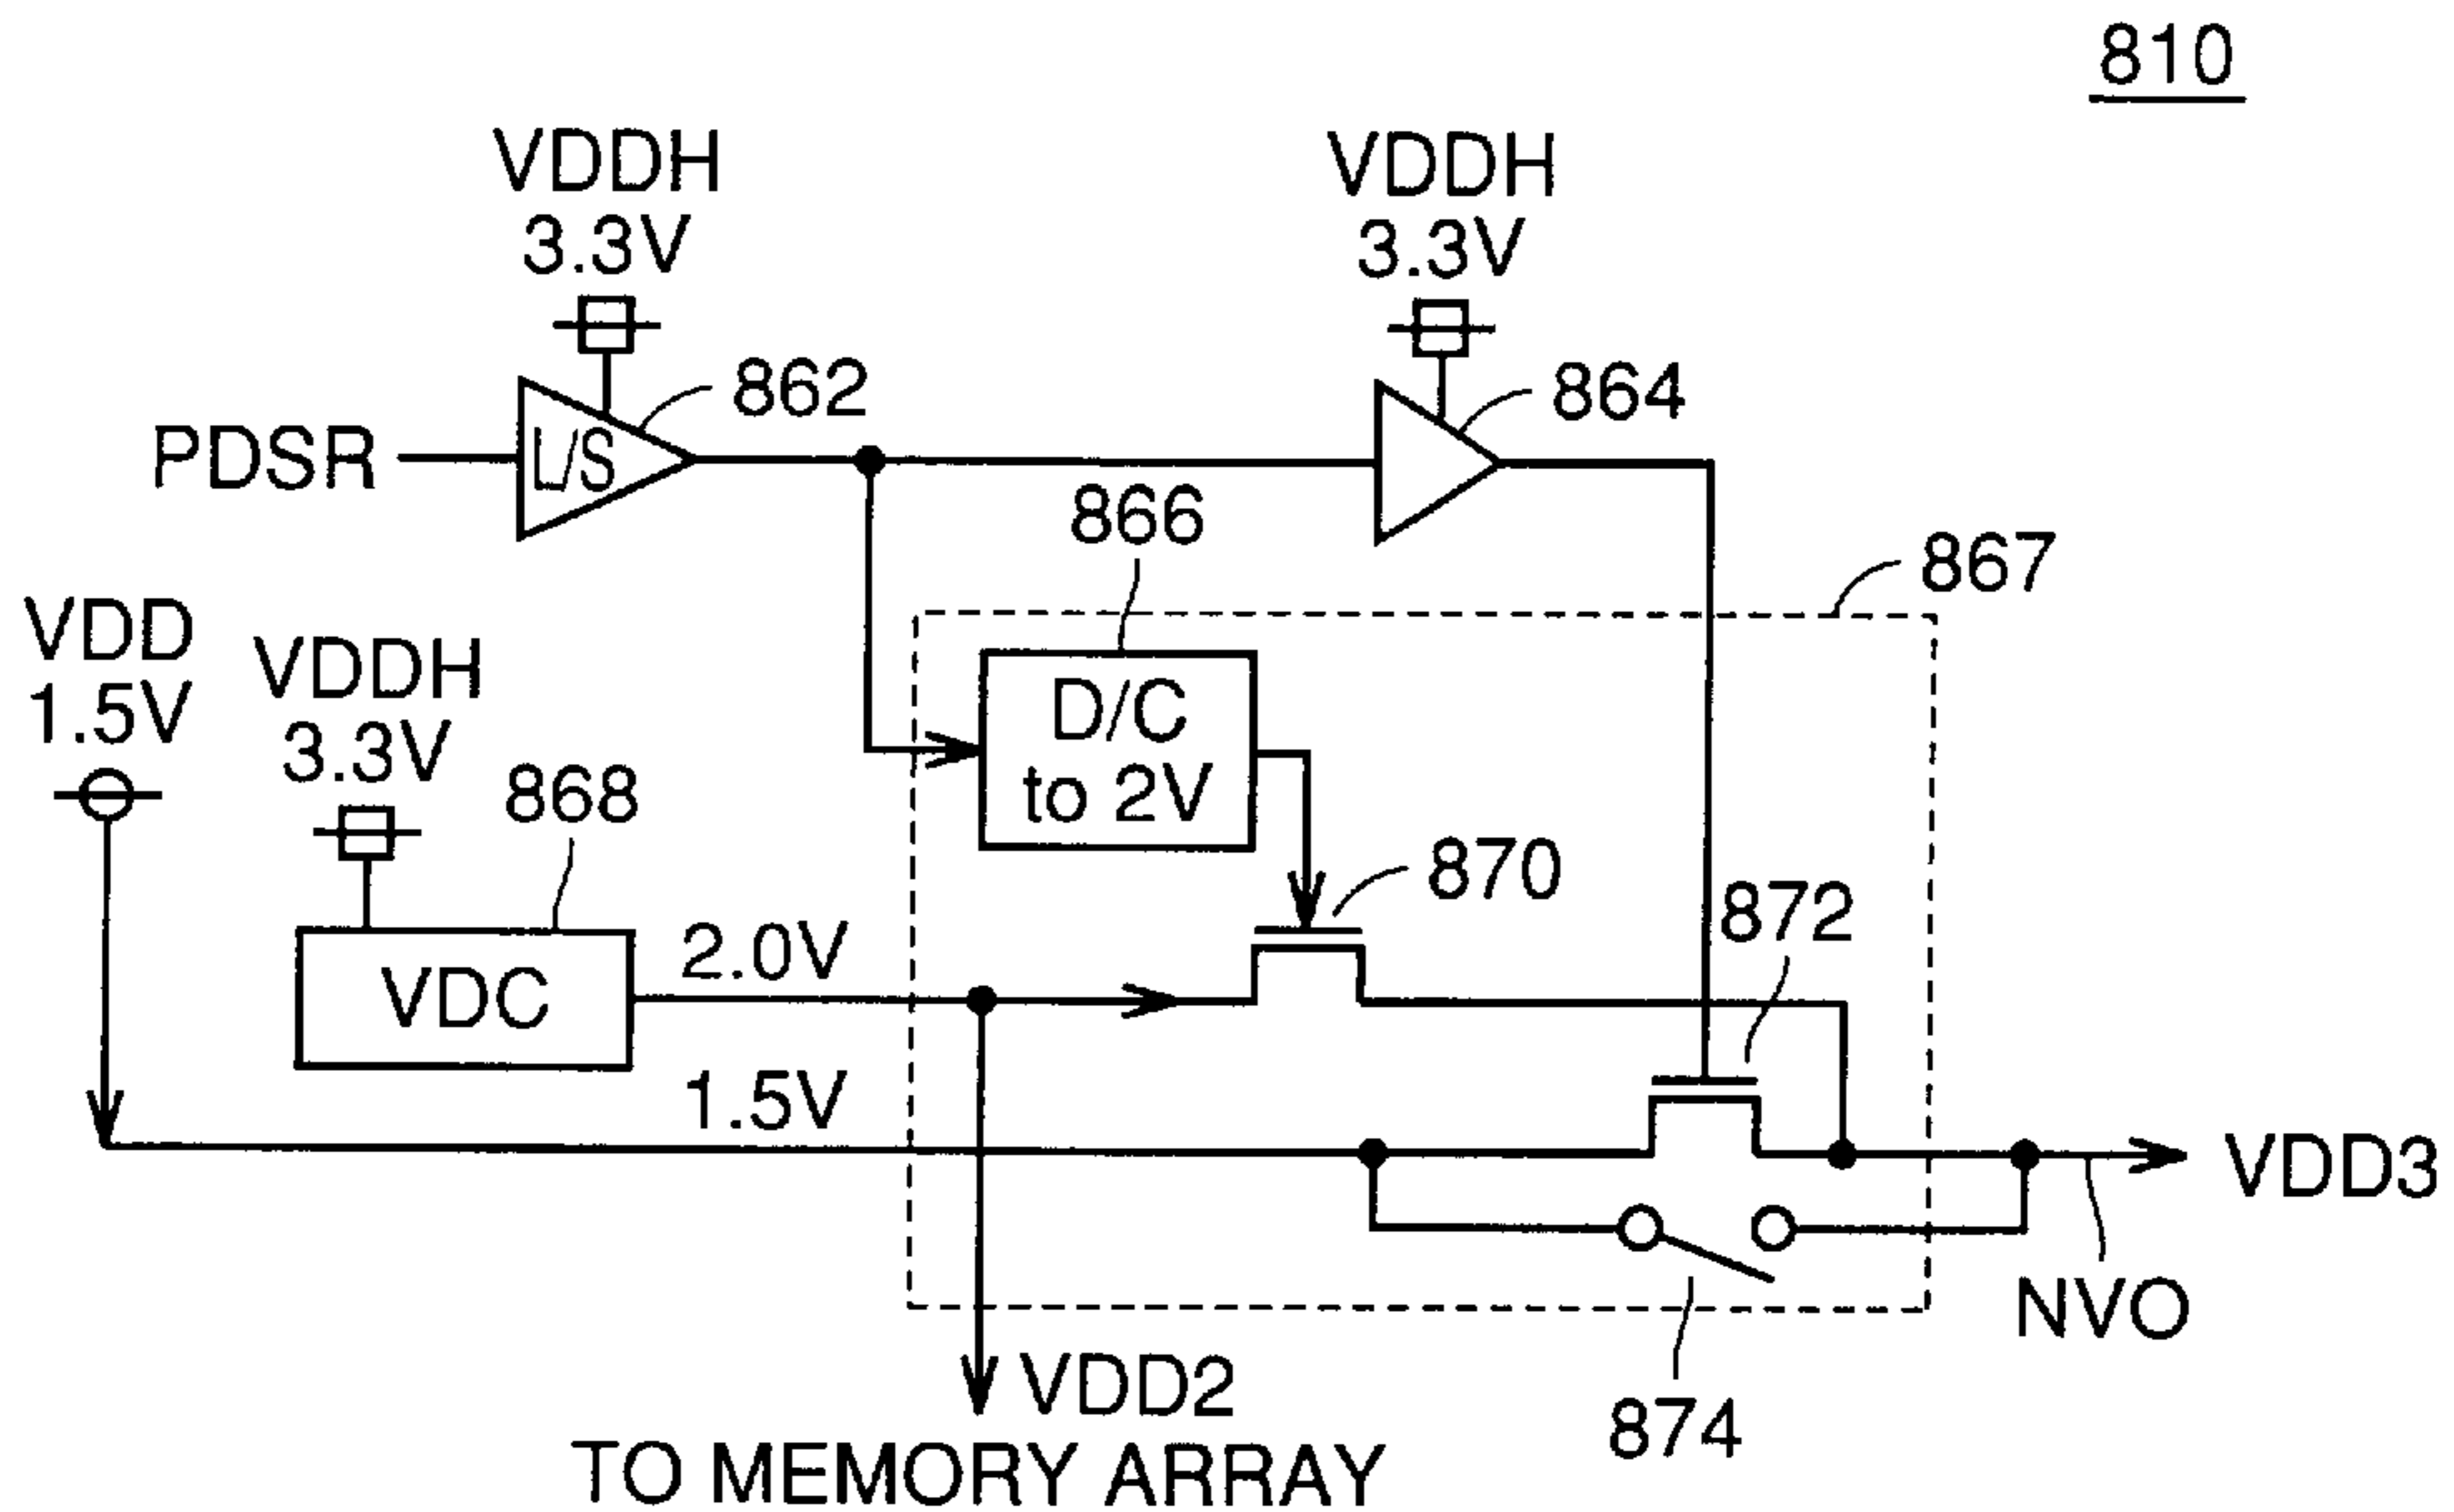 810
VDDH
3.3V
VDDH
3.3V
862
864
PDSR
L/S
866
867
VDD
1.5V
VDDH
3.3V
868
D/C
to 2V
870
872
2.0V
VDC
1.5V
VDD3
NVO
VDD2
874
TO MEMORY ARRAY